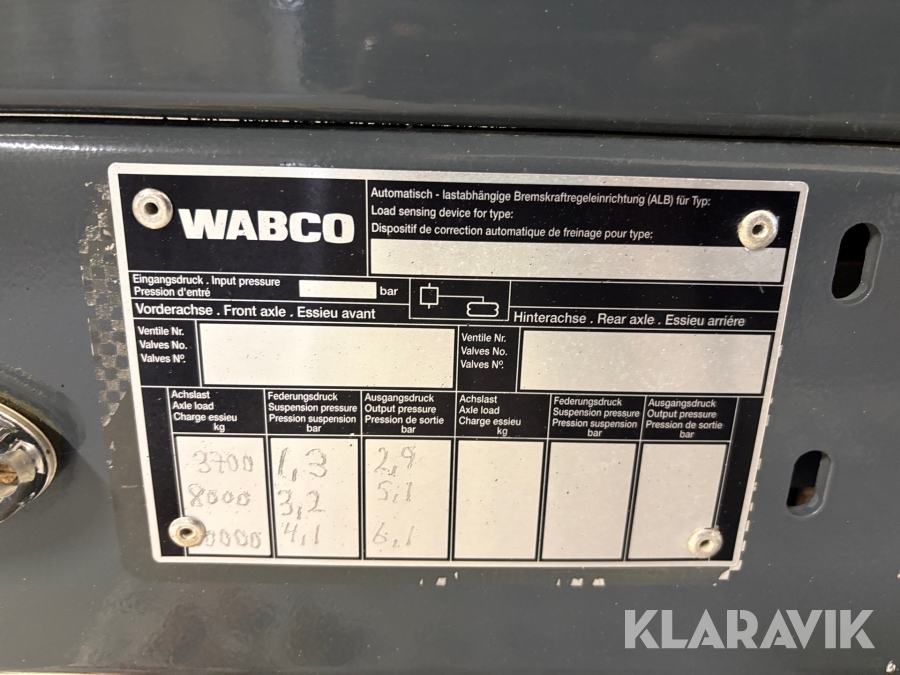 WABCO
Automatisch - lastabhängige Bremskraftregeleinrichtung (ALB) für Typ:
Load sensing device for type:
Dispositif de correction automatique de freinage pour type:
Eingangsdruck . Input pressure
Pression d'entré
bar
Vorderachse . Front axle . Essieu avant
Hinterachse . Rear axle . Essieu arriére
Ventile Nr.
Valves No.
Valves Nº.
Ventile Nr.
Valves No.
Valves Nº.
Achslast
Axle load
Charge essieu
kg
Federungsdruck
Suspension pressure
Pression suspension
bar
Ausgangsdruck
Output pressure
Pression de sortie
bar
Achslast
Axle load
Charge essieu
kg
Federungsdruck
Suspension pressure
Pression suspension
bar
Ausgangsdruck
Output pressure
Pression de sortie
bar
3700 1,3 2,9
8000 3,2 5,1
4,1 6,1
KLARAVIK